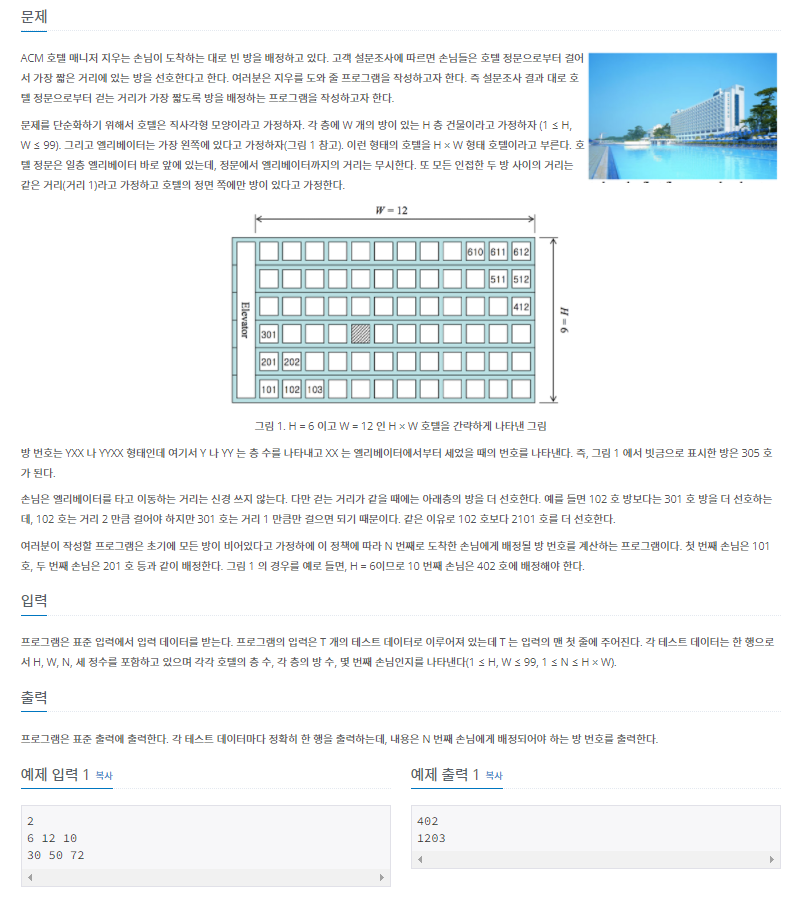 문제
ACM 호텔 매니저 지우는 손님이 도착하는 대로 빈 방을 배정하고 있다. 고객 설문조사에 따르면 손님들은 호텔 정문으로부터 걸어
서 가장 짧은 거리에 있는 방을 선호한다고 한다. 여러분은 지우를 도와 줄 프로그램을 작성하고자 한다. 즉 설문조사 결과 대로 호
텔 정문으로부터 걷는 거리가 가장 짧도록 방을 배정하는 프로그램을 작성하고자 한다.
문제를 단순화하기 위해서 호텔은 직사각형 모양이라고 가정하자. 각 층에 W 개의 방이 있는 H 층 건물이라고 가정하자 (1 ≤ H,
W ≤ 99). 그리고 엘리베이터는 가장 왼쪽에 있다고 가정하자(그림 1 참고). 이런 형태의 호텔을 H × W 형태 호텔이라고 부른다. 호
텔 정문은 일층 엘리베이터 바로 앞에 있는데, 정문에서 엘리베이터까지의 거리는 무시한다. 또 모든 인접한 두 방 사이의 거리는
같은 거리(거리 1)라고 가정하고 호텔의 정면 쪽에만 방이 있다고 가정한다.
W = 12
610 611 612
511 512
412
301
201 202
101 102 103
Elevator
H = 6
그림 1. H = 6 이고 W = 12 인 H × W 호텔을 간략하게 나타낸 그림
방 번호는 YXX 나 YYXX 형태인데 여기서 Y 나 YY 는 층 수를 나타내고 XX 는 엘리베이터에서부터 세었을 때의 번호를 나타낸다. 즉, 그림 1 에서 빗금으로 표시한 방은 305 호
가 된다.
손님은 엘리베이터를 타고 이동하는 거리는 신경 쓰지 않는다. 다만 걷는 거리가 같을 때에는 아래층의 방을 더 선호한다. 예를 들면 102 호 방보다는 301 호 방을 더 선호하는
데, 102 호는 거리 2 만큼 걸어야 하지만 301 호는 거리 1 만큼만 걸으면 되기 때문이다. 같은 이유로 102 호보다 2101 호를 더 선호한다.
여러분이 작성할 프로그램은 초기에 모든 방이 비어있다고 가정하에 이 정책에 따라 N 번째로 도착한 손님에게 배정될 방 번호를 계산하는 프로그램이다. 첫 번째 손님은 101
호, 두 번째 손님은 201 호 등과 같이 배정한다. 그림 1 의 경우를 예로 들면, H = 6이므로 10 번째 손님은 402 호에 배정해야 한다.
입력
프로그램은 표준 입력에서 입력 데이터를 받는다. 프로그램의 입력은 T 개의 테스트 데이터로 이루어져 있는데 T 는 입력의 맨 첫 줄에 주어진다. 각 테스트 데이터는 한 행으로
서 H, W, N, 세 정수를 포함하고 있으며 각각 호텔의 층 수, 각 층의 방 수, 몇 번째 손님인지를 나타낸다(1 ≤ H, W ≤ 99, 1 ≤ N ≤ H × W).
출력
프로그램은 표준 출력에 출력한다. 각 테스트 데이터마다 정확히 한 행을 출력하는데, 내용은 N 번째 손님에게 배정되어야 하는 방 번호를 출력한다.
예제 입력 1 복사
2
6 12 10
30 50 72
예제 출력 1 복사
402
1203